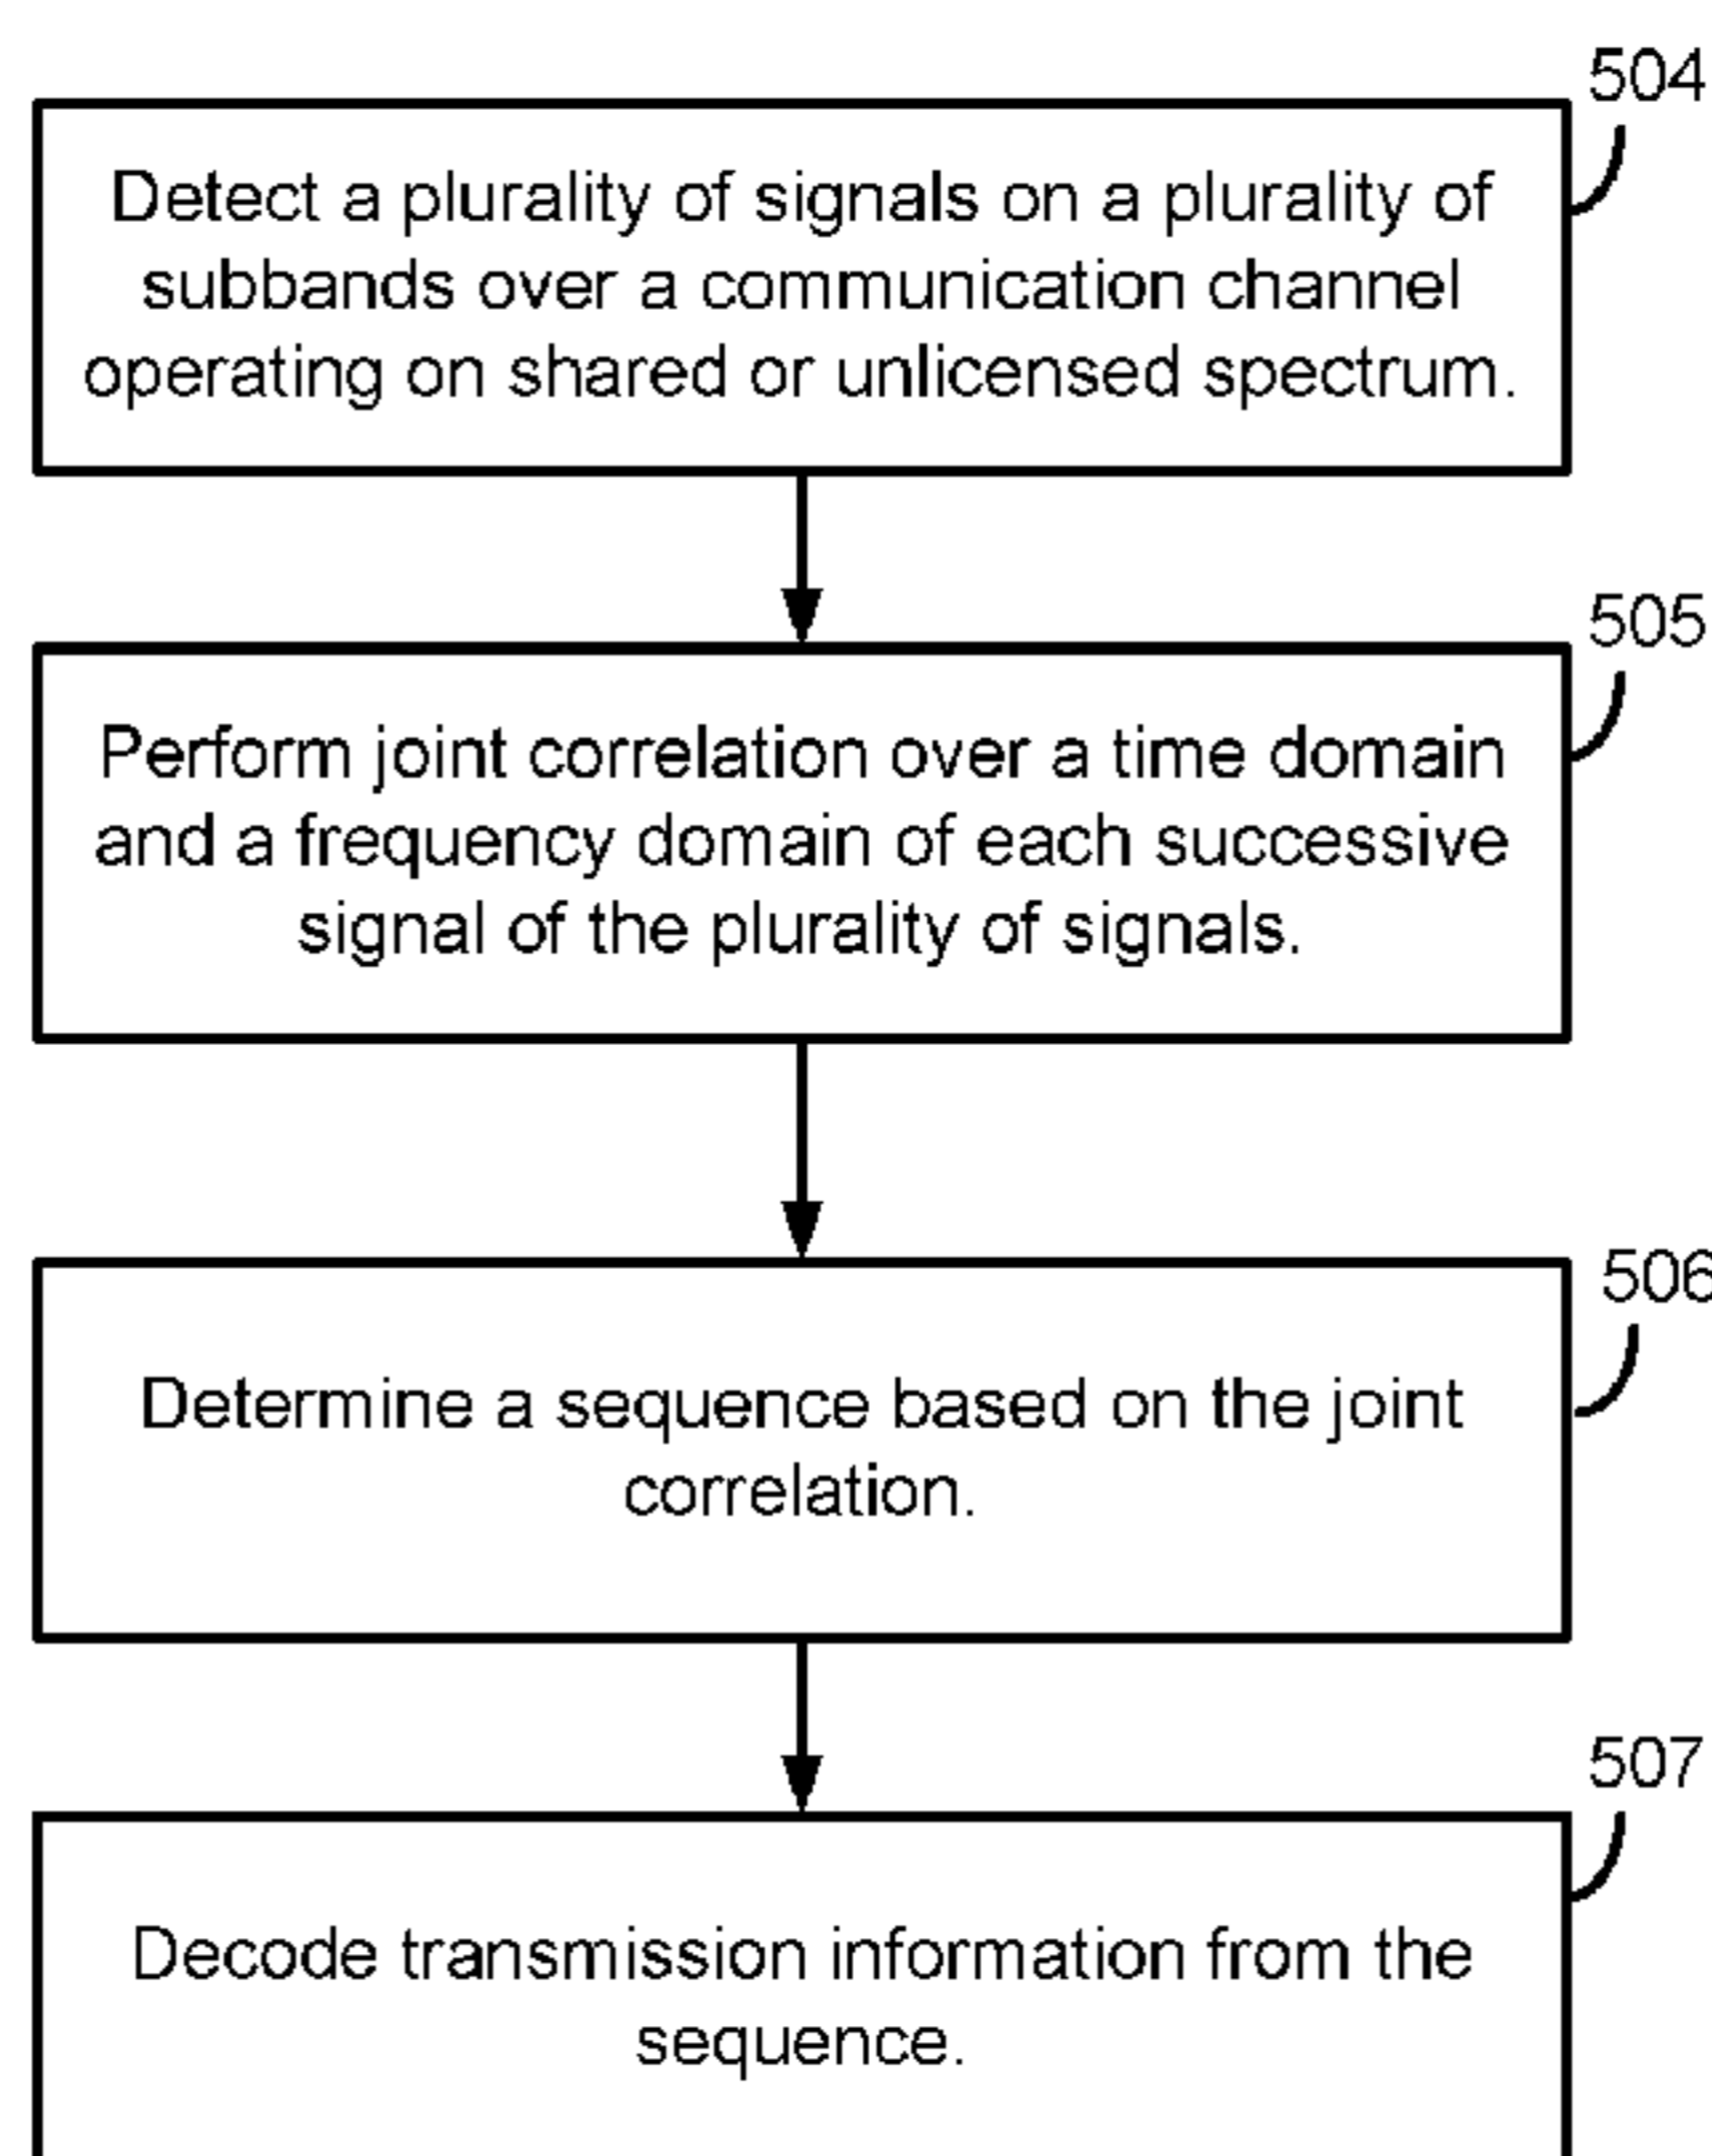 504
Detect a plurality of signals on a plurality of
subbands over a communication channel
operating on shared or unlicensed spectrum.
505
Perform joint correlation over a time domain
and a frequency domain of each successive
signal of the plurality of signals.
506
Determine a sequence based on the joint
correlation.
507
Decode transmission information from the
sequence.